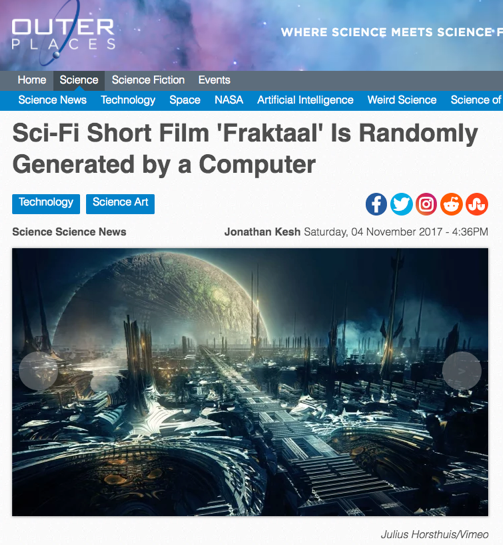 OUTER
PLACES
WHERE SCIENCE MEETS SCIENCE F
Home Science Science Fiction Events
Science News Technology Space NASA Artificial Intelligence Weird Science Science of
Sci-Fi Short Film 'Fraktaal' Is Randomly
Generated by a Computer
Technology Science Art
Science Science News Jonathan Kesh Saturday, 04 November 2017 - 4:36PM
Julius Horsthuis/Vimeo